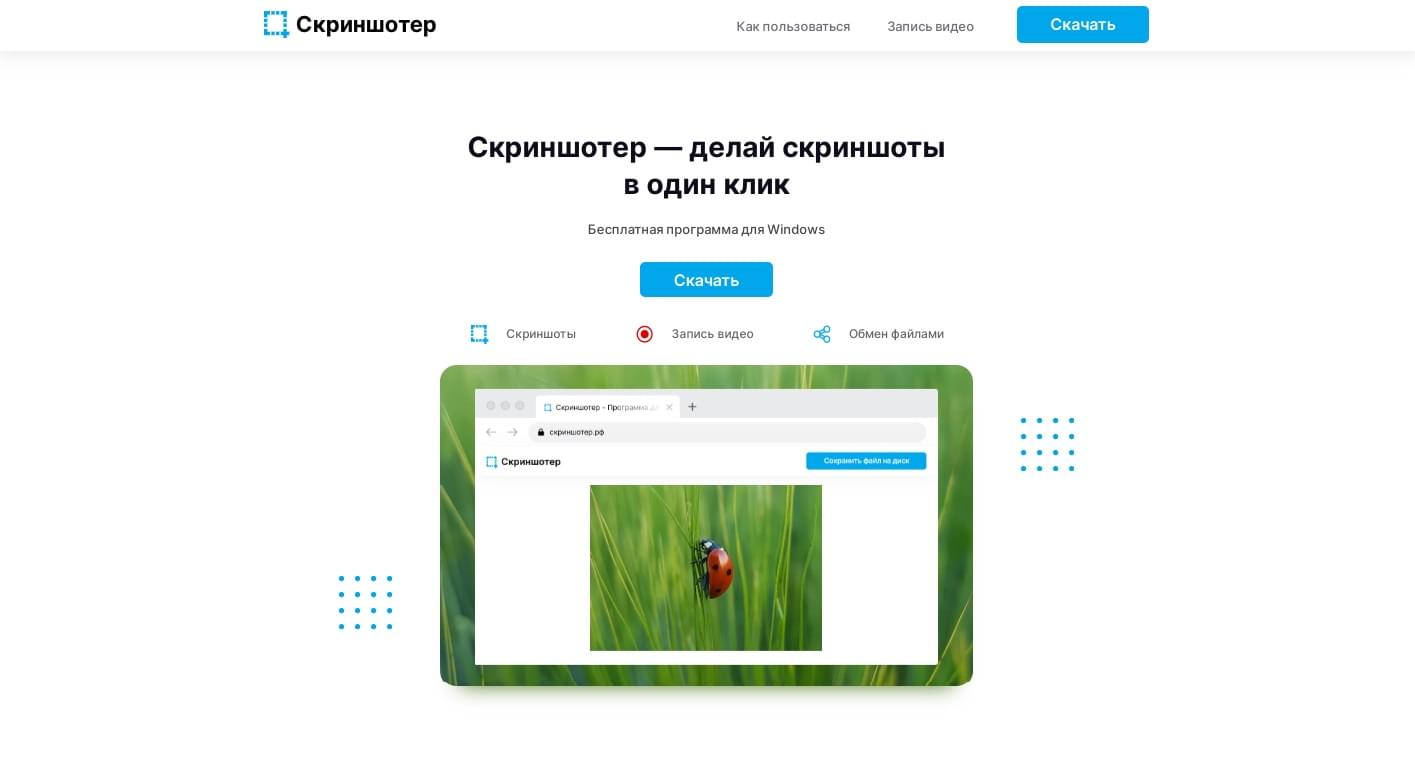 Скриншотер
Как пользоваться
Запись видео
Скачать
Скриншотер — делай скриншоты
в один клик
Бесплатная программа для Windows
Скачать
Скриншоты
Запись видео
Обмен файлами
Скриншотер - Программа
скриншотер.рф
Скриншотер
Сохранить файл на диск